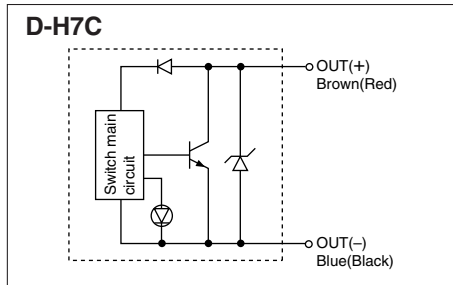 D-H7C
OUT(+)
Brown(Red)
Switch main
circuit
OUT(–)
Blue(Black)